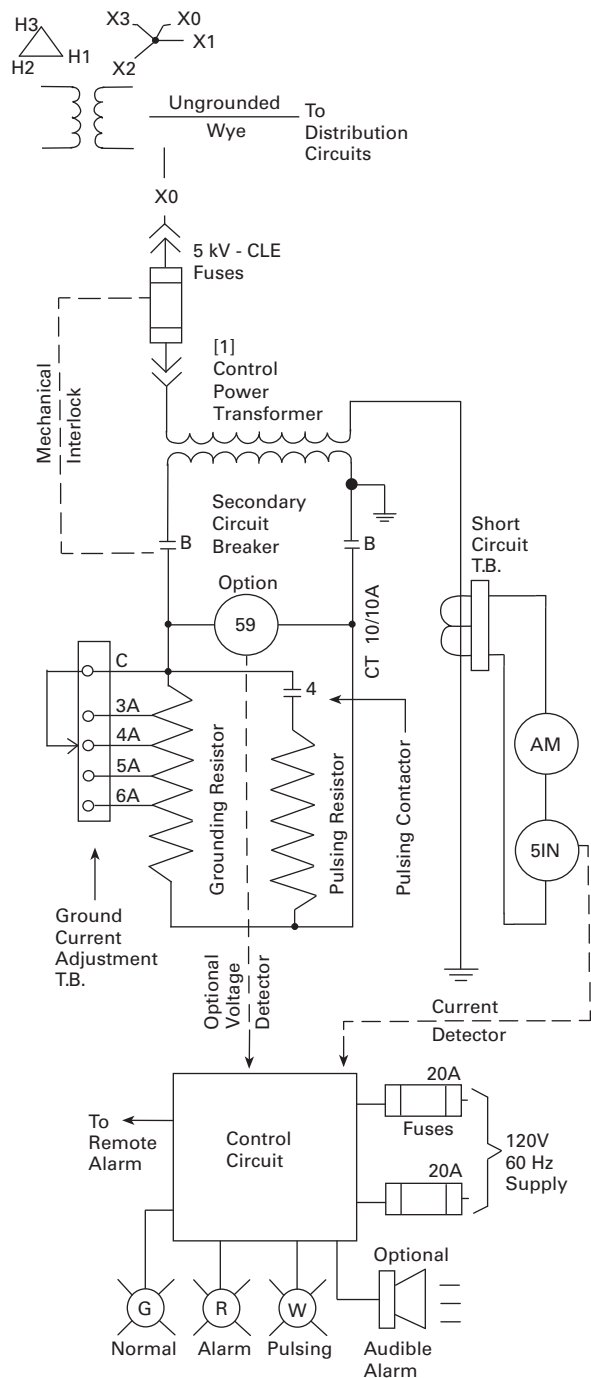 H3
H1
H2
X3
X0
X1
X2
Ungrounded
Wye
To
Distribution
Circuits
X0
5 kV - CLE
Fuses
[1]
Control
Power
Transformer
Mechanical
Interlock
Secondary
Circuit
Breaker
B
B
Short
Circuit
T.B.
Option
59
CT 10/10A
C
3A
4A
5A
6A
4
Grounding Resistor
Pulsing Resistor
Pulsing Contactor
AM
5IN
Ground
Current
Adjustment
T.B.
Optional
Voltage
Detector
Current
Detector
To
Remote
Alarm
Control
Circuit
20A
Fuses
20A
120V
60 Hz
Supply
G
Normal
R
Alarm
W
Pulsing
Optional
Audible
Alarm